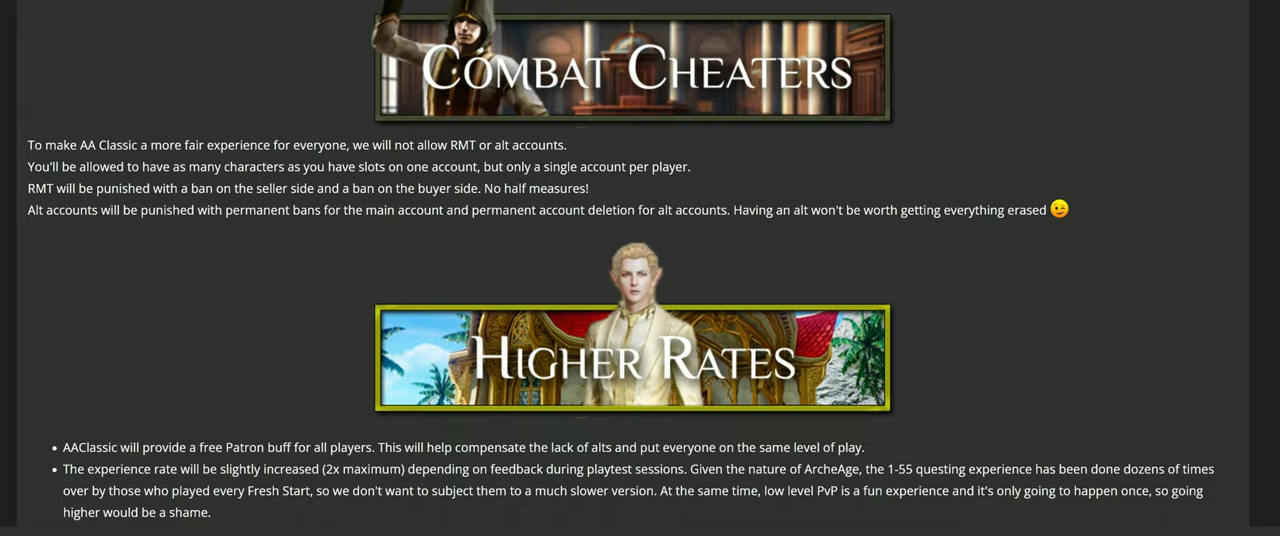 COMBAT CHEATERS
To make AA Classic a more fair experience for everyone, we will not allow RMT or alt accounts.
You'll be allowed to have as many characters as you have slots on one account, but only a single account per player.
RMT will be punished with a ban on the seller side and a ban on the buyer side. No half measures!
Alt accounts will be punished with permanent bans for the main account and permanent account deletion for alt accounts. Having an alt won't be worth getting everything erased 😉
HIGHER RATES
• AAClassic will provide a free Patron buff for all players. This will help compensate the lack of alts and put everyone on the same level of play.
• The experience rate will be slightly increased (2x maximum) depending on feedback during playtest sessions. Given the nature of ArcheAge, the 1-55 questing experience has been done dozens of times
over by those who played every Fresh Start, so we don't want to subject them to a much slower version. At the same time, low level PvP is a fun experience and it's only going to happen once, so going
higher would be a shame.